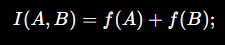 I(A, B) = f(A) + f(B);